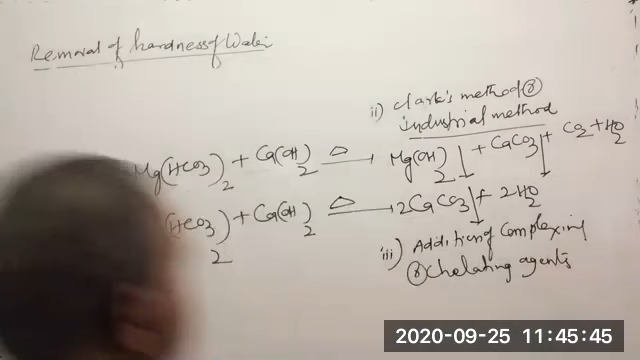 Removal of hardness of Water
ii) Clark's method Ⓡ
industrial method
Mg(HCO3)2 + Ca(OH)2 △→ Mg(OH)2↓ + CaCO3↓ + CO2 + H2O
(HCO3)2 + Ca(OH)2 △→ 2CaCO3↓ + 2H2O
iii) Addition of Complexing
Ⓡ Chelating agents
2020-09-25 11:45:45